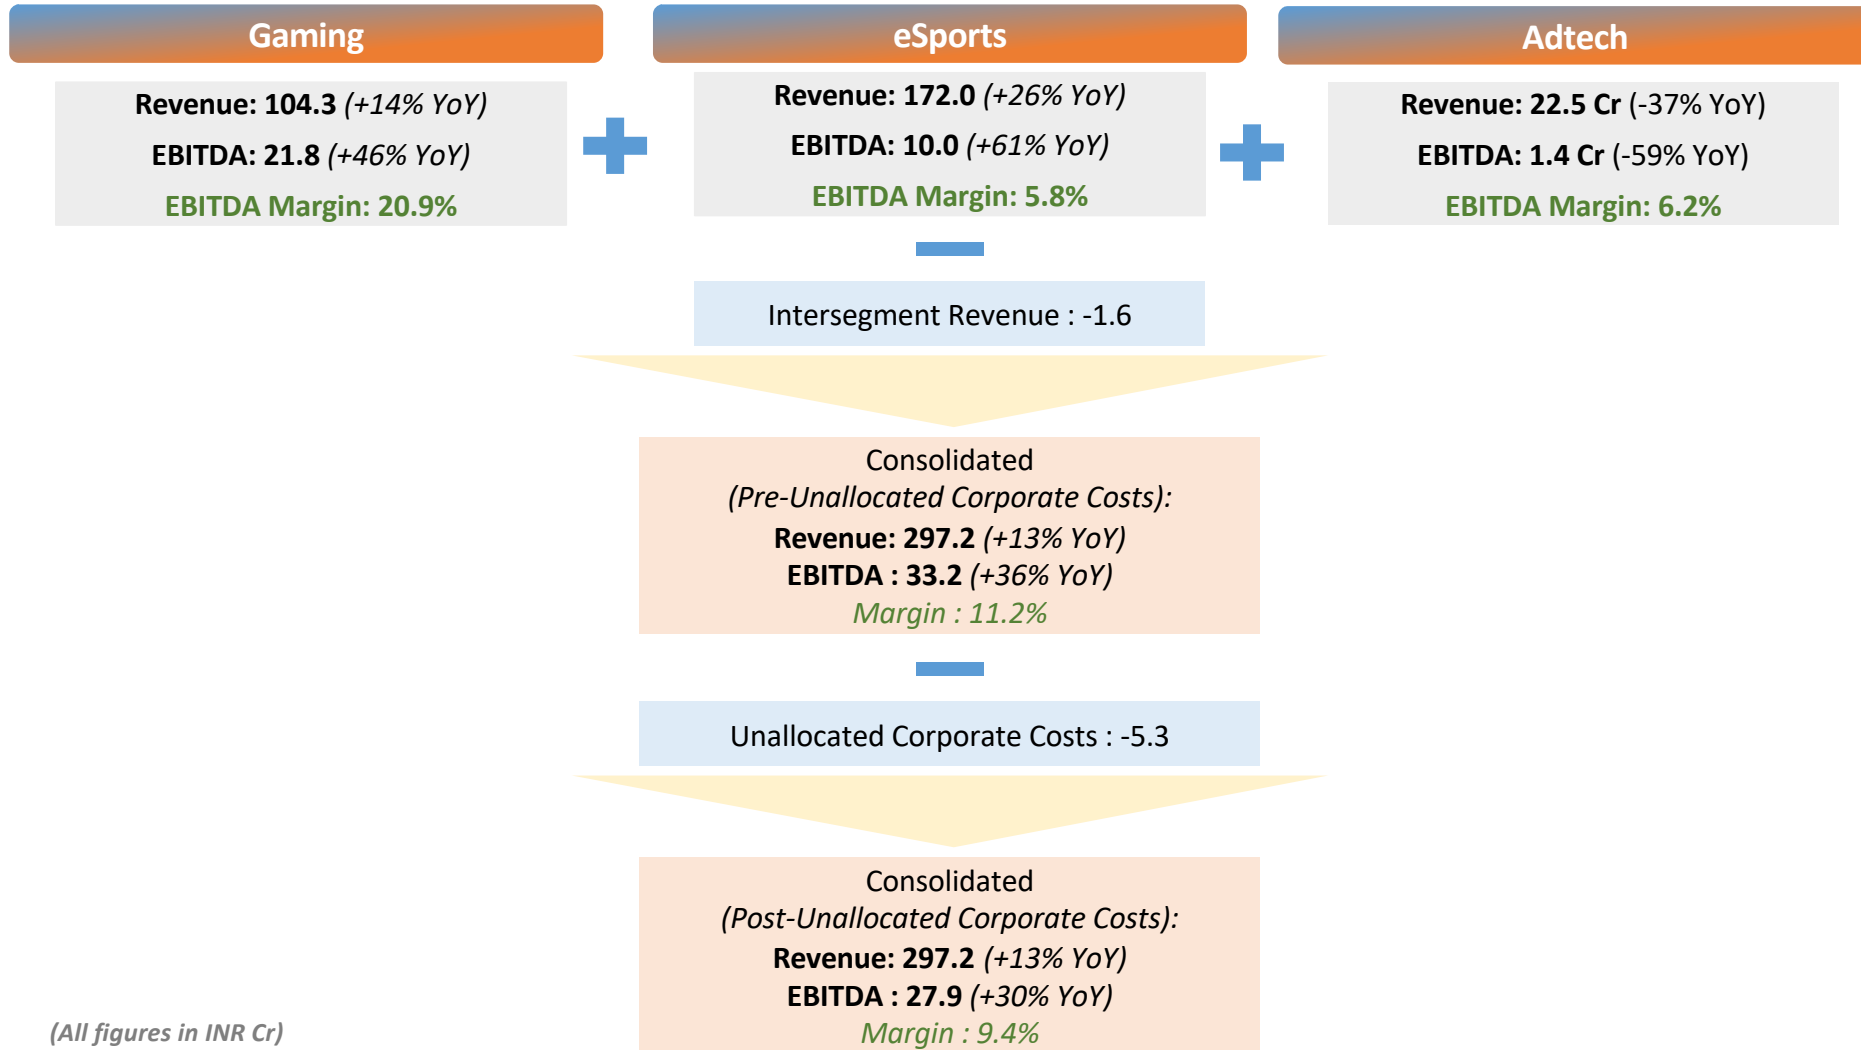 Gaming
Revenue: 104.3 (+14% YoY)
EBITDA: 21.8 (+46% YoY)
EBITDA Margin: 20.9%
eSports
Revenue: 172.0 (+26% YoY)
EBITDA: 10.0 (+61% YoY)
EBITDA Margin: 5.8%
Adtech
Revenue: 22.5 Cr (-37% YoY)
EBITDA: 1.4 Cr (-59% YoY)
EBITDA Margin: 6.2%
Intersegment Revenue : -1.6
Consolidated
(Pre-Unallocated Corporate Costs):
Revenue: 297.2 (+13% YoY)
EBITDA : 33.2 (+36% YoY)
Margin : 11.2%
Unallocated Corporate Costs : -5.3
Consolidated
(Post-Unallocated Corporate Costs):
Revenue: 297.2 (+13% YoY)
EBITDA : 27.9 (+30% YoY)
Margin : 9.4%
(All figures in INR Cr)